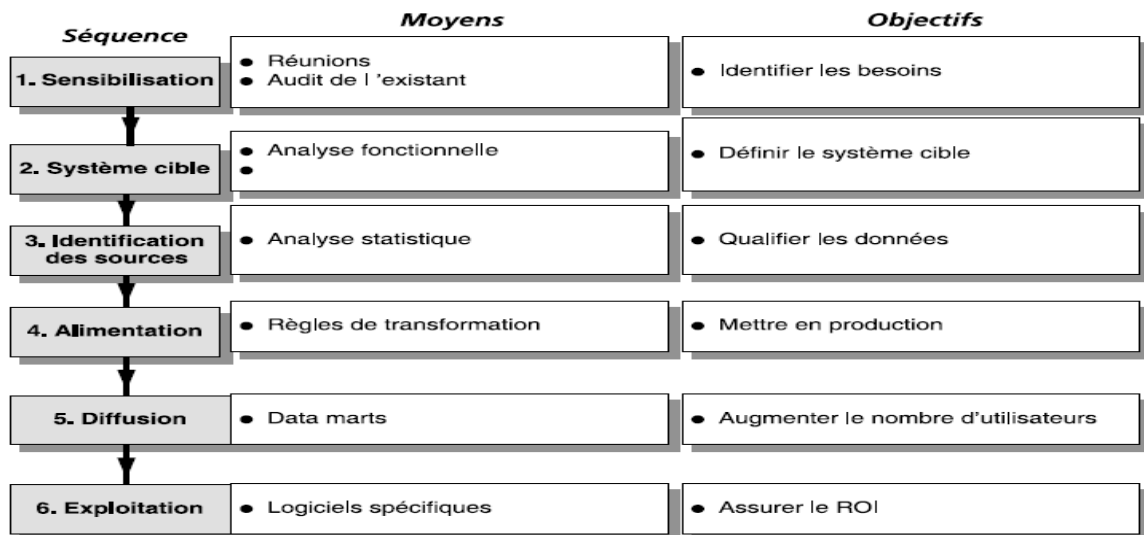 Séquence
Moyens
Objectifs
1. Sensibilisation
● Réunions
● Audit de l 'existant
● Identifier les besoins
2. Système cible
● Analyse fonctionnelle
●
● Définir le système cible
3. Identification
des sources
● Analyse statistique
● Qualifier les données
4. Alimentation
● Règles de transformation
● Mettre en production
5. Diffusion
● Data marts
● Augmenter le nombre d'utilisateurs
6. Exploitation
● Logiciels spécifiques
● Assurer le ROI